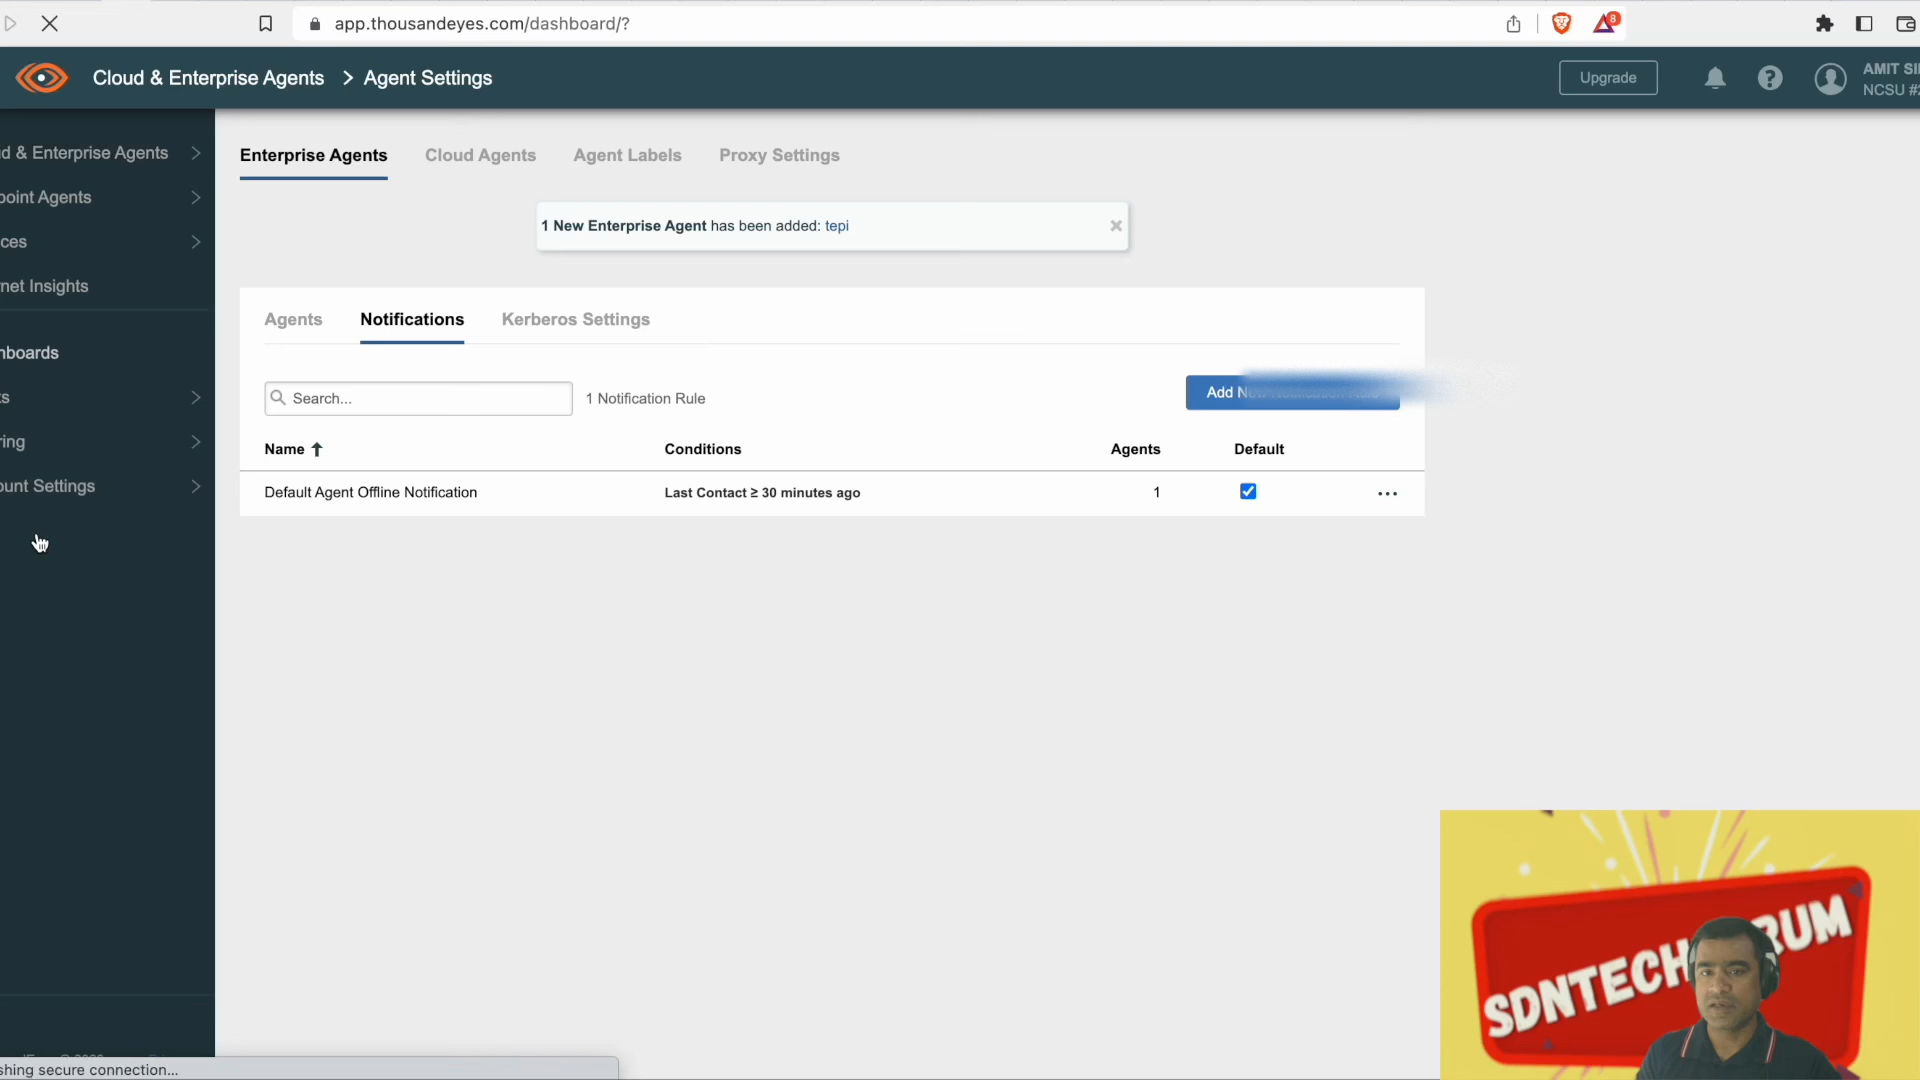 app.thousandeyes.com/dashboard/?
8
Cloud & Enterprise Agents > Agent Settings
Upgrade
AMIT SI
NCSU #2
d & Enterprise Agents
point Agents
ces
net Insights
nboards
s
ring
unt Settings
Enterprise Agents Cloud Agents Agent Labels Proxy Settings
1 New Enterprise Agent has been added: tepi
Agents Notifications Kerberos Settings
Search...
1 Notification Rule
Add
Name Conditions Agents Default
Default Agent Offline Notification Last Contact ≥ 30 minutes ago 1
shing secure connection...
SDNTECH RUM